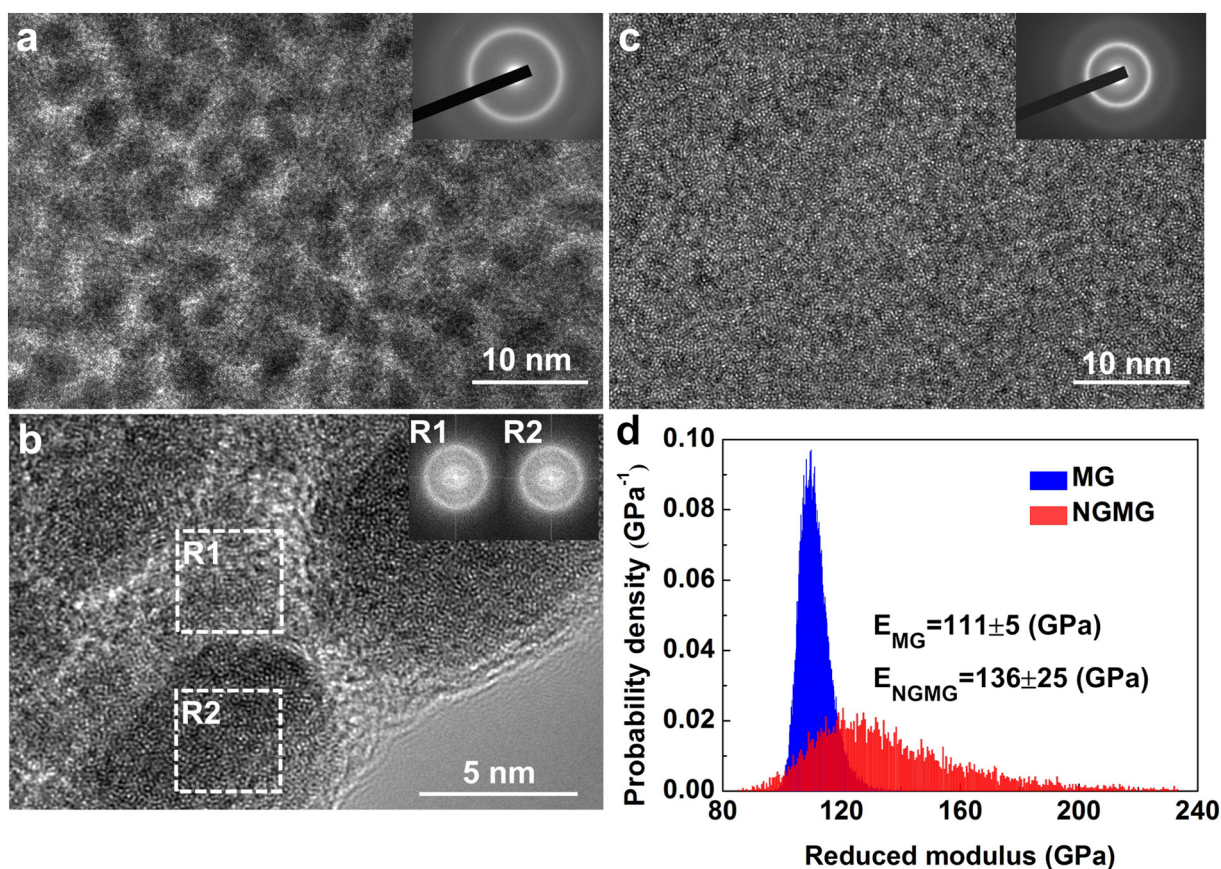 a
10 nm
c
10 nm
b
R1 R2
R1
R2
5 nm
d
Probability density (GPa⁻¹)
0.10
0.08
0.06
0.04
0.02
0.00
MG
NGMG
E_MG=111±5 (GPa)
E_NGMG=136±25 (GPa)
80 120 160 200 240
Reduced modulus (GPa)